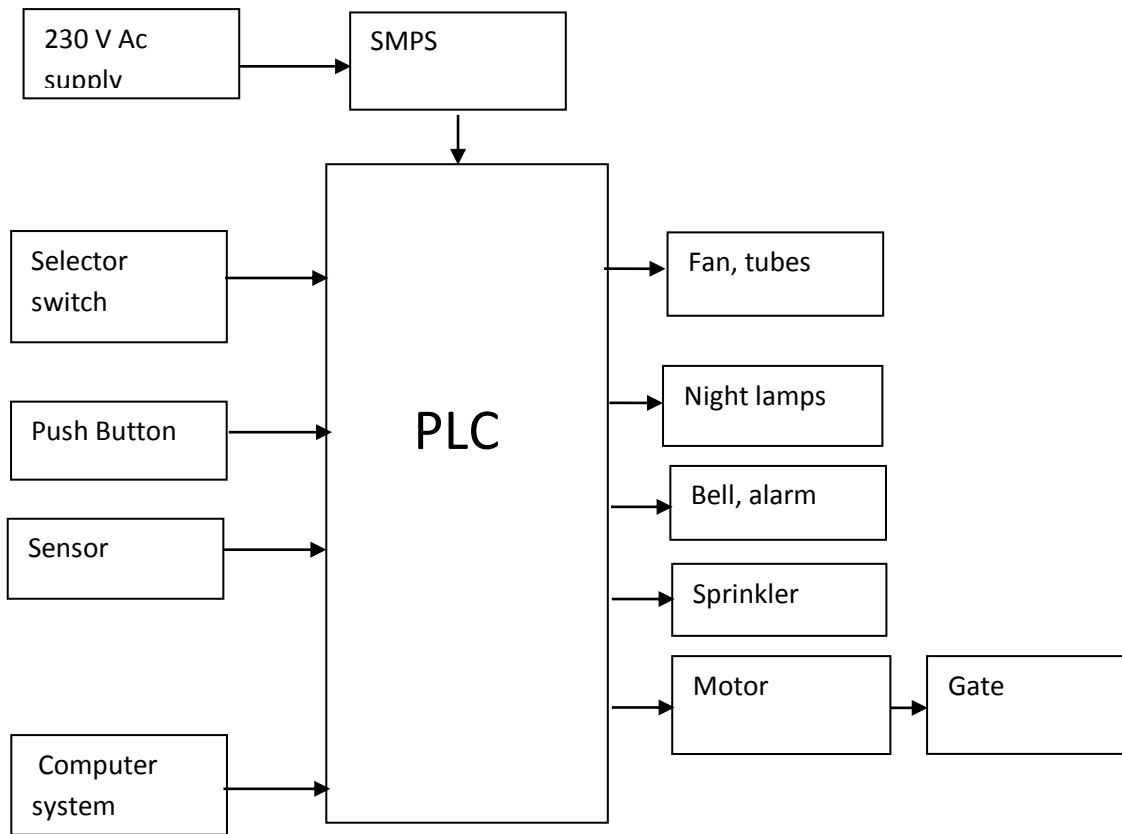 230 V Ac
supply
SMPS
Selector
switch
Fan, tubes
Night lamps
Push Button
PLC
Bell, alarm
Sensor
Sprinkler
Motor
Gate
Computer
system